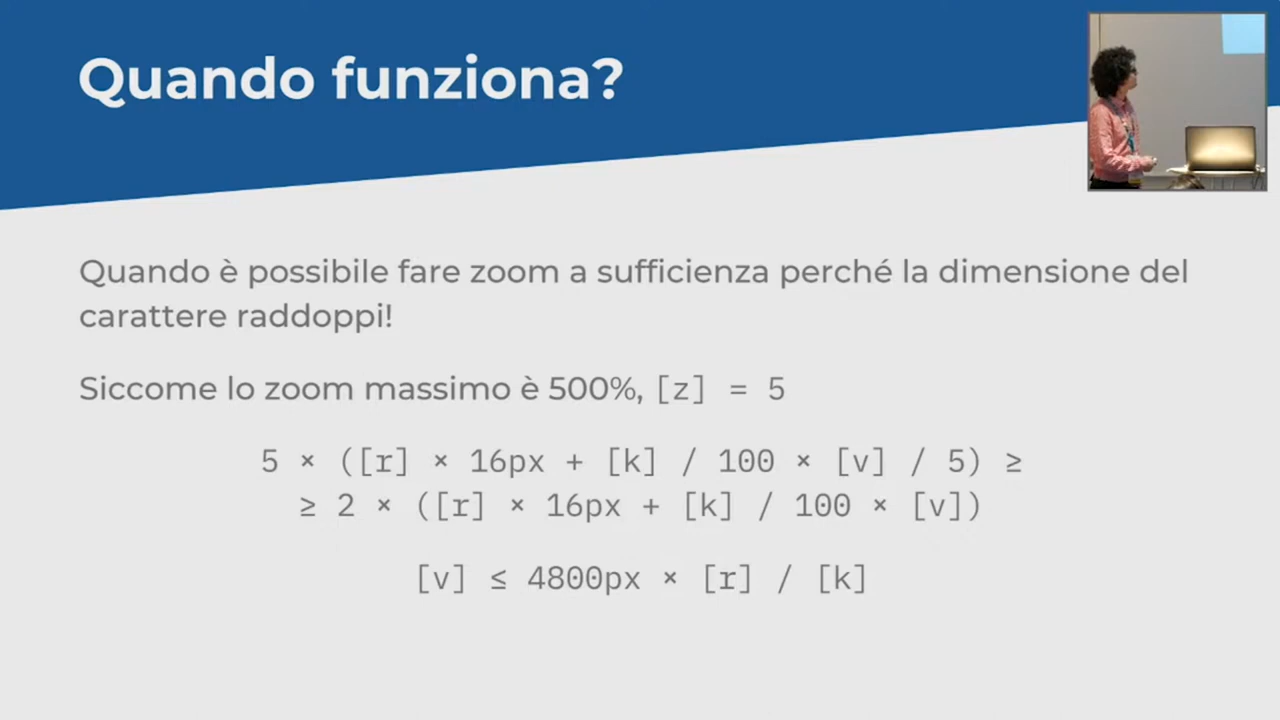 Quando funziona?
Quando è possibile fare zoom a sufficienza perché la dimensione del
carattere raddoppi!
Siccome lo zoom massimo è 500%, [z] = 5
5 × ([r] × 16px + [k] / 100 × [v] / 5) ≥
≥ 2 × ([r] × 16px + [k] / 100 × [v])
[v] ≤ 4800px × [r] / [k]